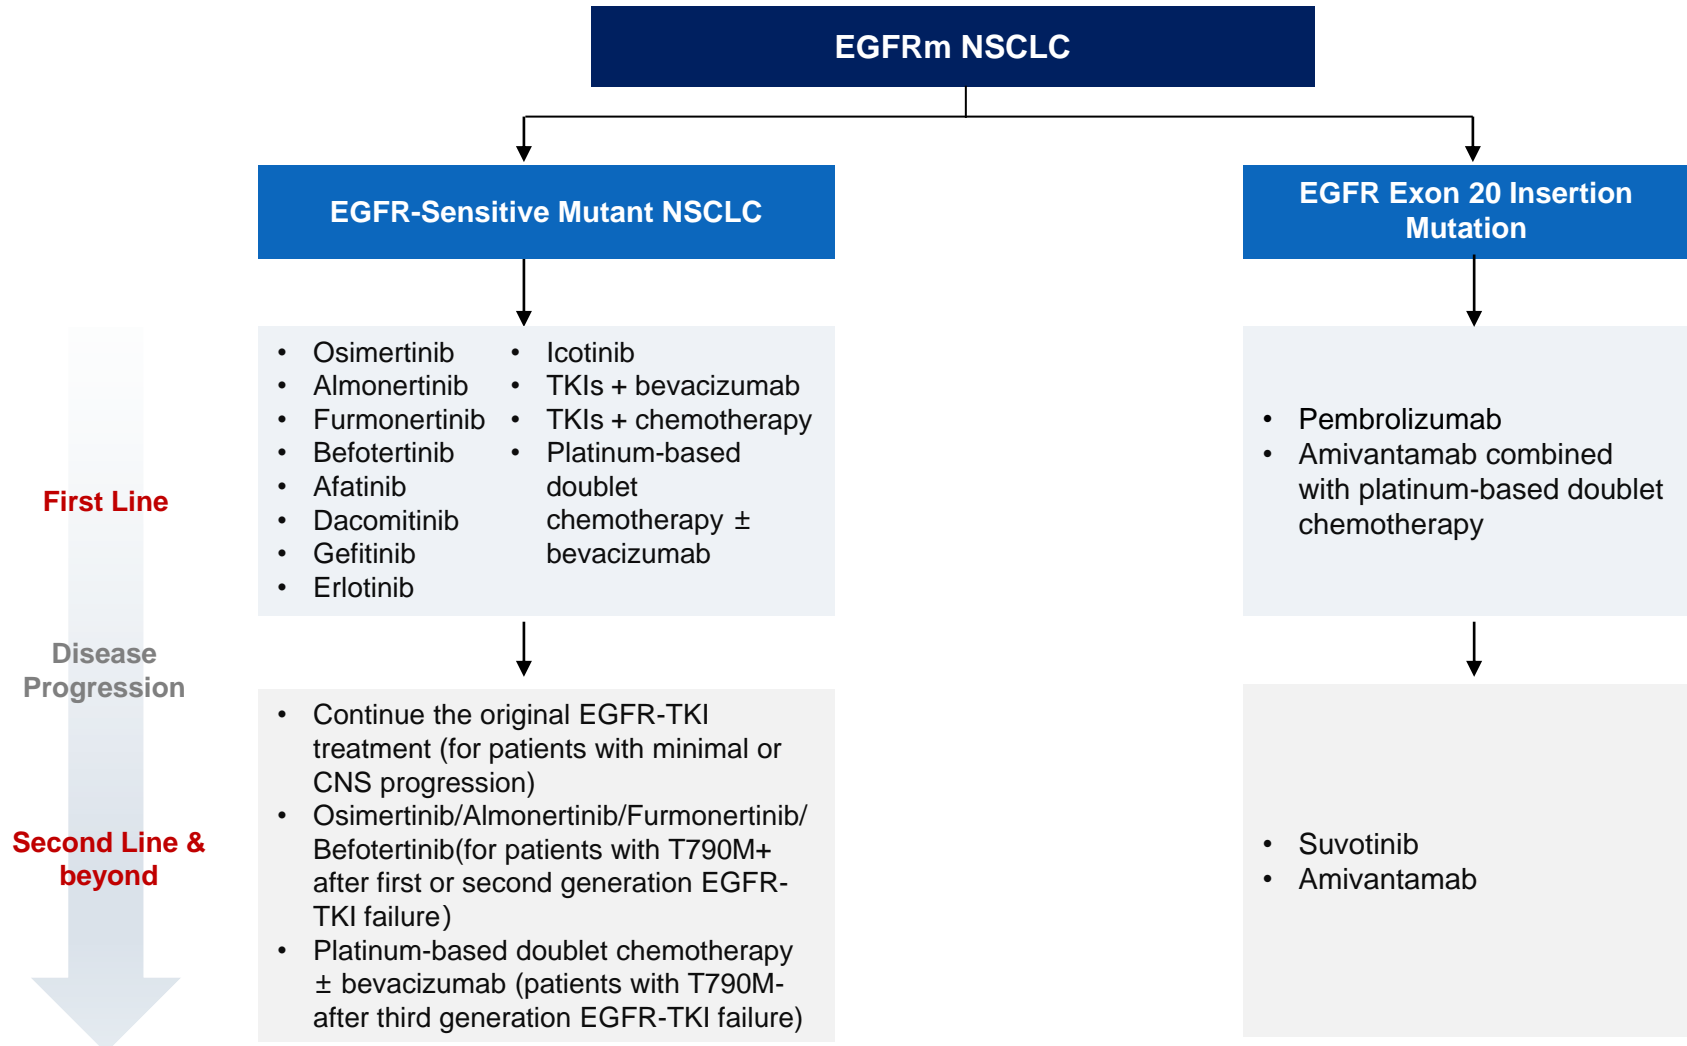 EGFRm NSCLC
EGFR-Sensitive Mutant NSCLC
EGFR Exon 20 Insertion
Mutation
First Line
• Osimertinib
• Almonertinib
• Furmonertinib
• Befotertinib
• Afatinib
• Dacomitinib
• Gefitinib
• Erlotinib
• Icotinib
• TKIs + bevacizumab
• TKIs + chemotherapy
• Platinum-based
doublet
chemotherapy ±
bevacizumab
• Pembrolizumab
• Amivantamab combined
with platinum-based doublet
chemotherapy
Disease
Progression
Second Line &
beyond
• Continue the original EGFR-TKI
treatment (for patients with minimal or
CNS progression)
• Osimertinib/Almonertinib/Furmonertinib/
Befotertinib(for patients with T790M+
after first or second generation EGFR-
TKI failure)
• Platinum-based doublet chemotherapy
± bevacizumab (patients with T790M-
after third generation EGFR-TKI failure)
• Suvotinib
• Amivantamab